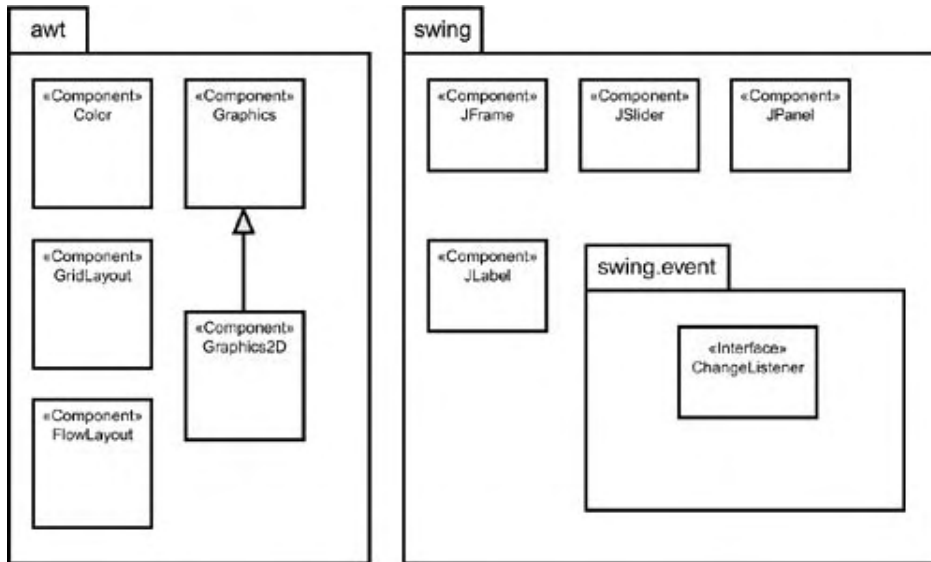 awt
«Component»
Color
«Component»
Graphics
«Component»
GridLayout
«Component»
Graphics2D
«Component»
FlowLayout
swing
«Component»
JFrame
«Component»
JSlider
«Component»
JPanel
«Component»
JLabel
swing.event
«Interface»
ChangeListener